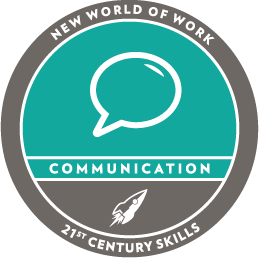 NEW WORLD OF WORK
COMMUNICATION
21ST CENTURY SKILLS